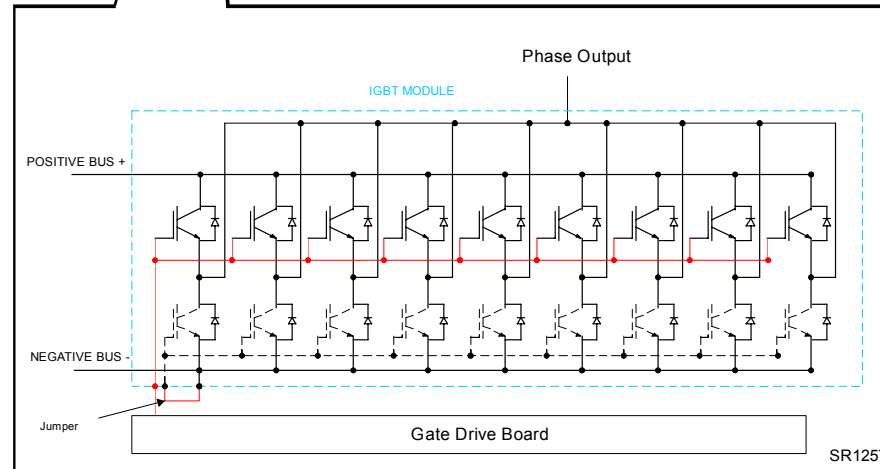 Phase Output
IGBT MODULE
POSITIVE BUS +
NEGATIVE BUS -
Jumper
Gate Drive Board